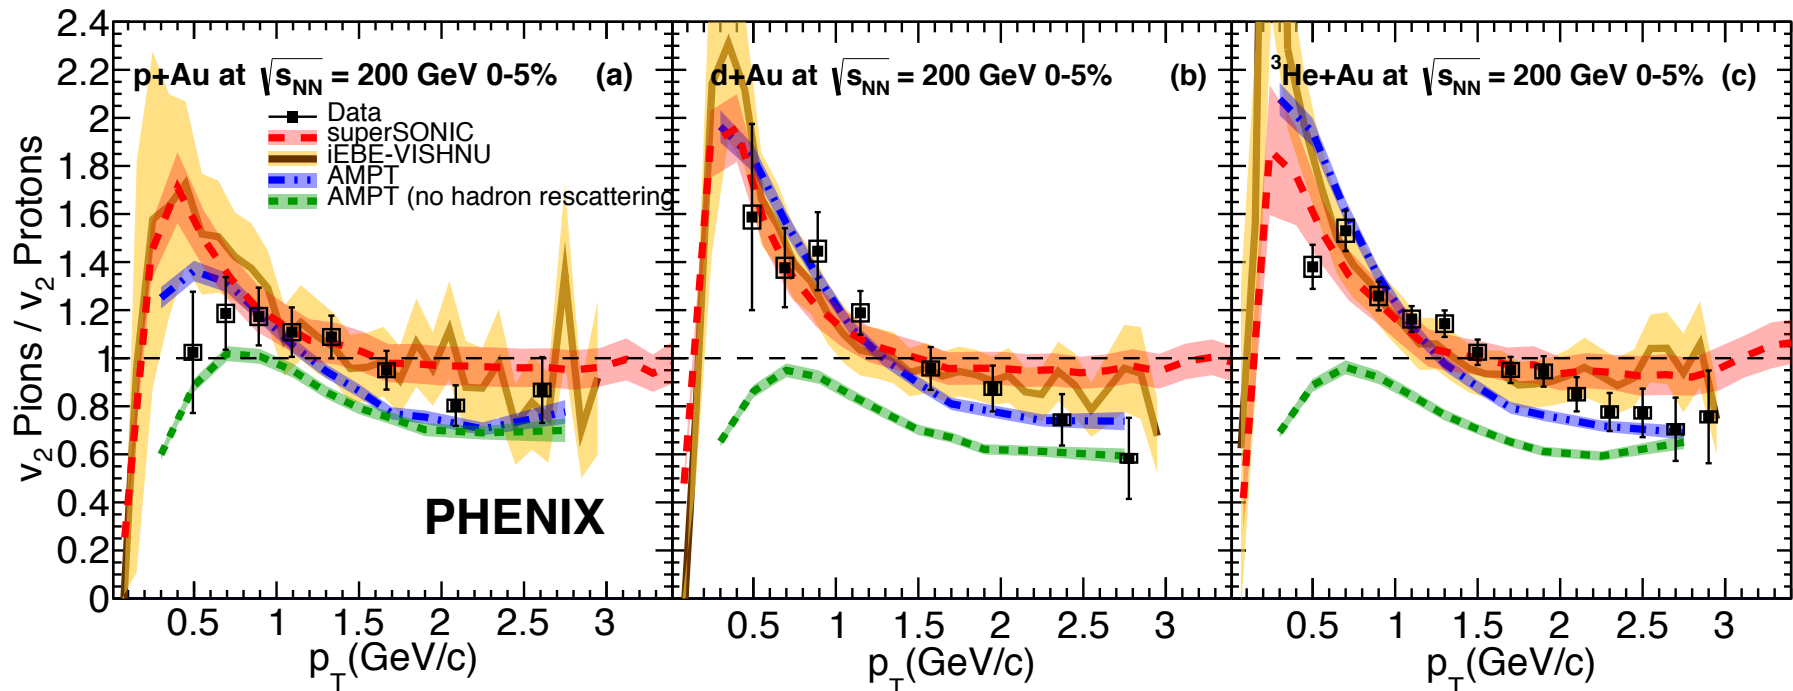 p+Au at √sNN = 200 GeV 0-5% (a)
Data
superSONIC
iEBE-VISHNU
AMPT
AMPT (no hadron rescattering
PHENIX
d+Au at √sNN = 200 GeV 0-5% (b)
3He+Au at √sNN = 200 GeV 0-5% (c)
v2 Pions / v2 Protons
2.4
2.2
2
1.8
1.6
1.4
1.2
1
0.8
0.6
0.4
0.2
0
0.5 1 1.5 2 2.5 3
0.5 1 1.5 2 2.5 3
0.5 1 1.5 2 2.5 3
pT(GeV/c)
pT(GeV/c)
pT(GeV/c)